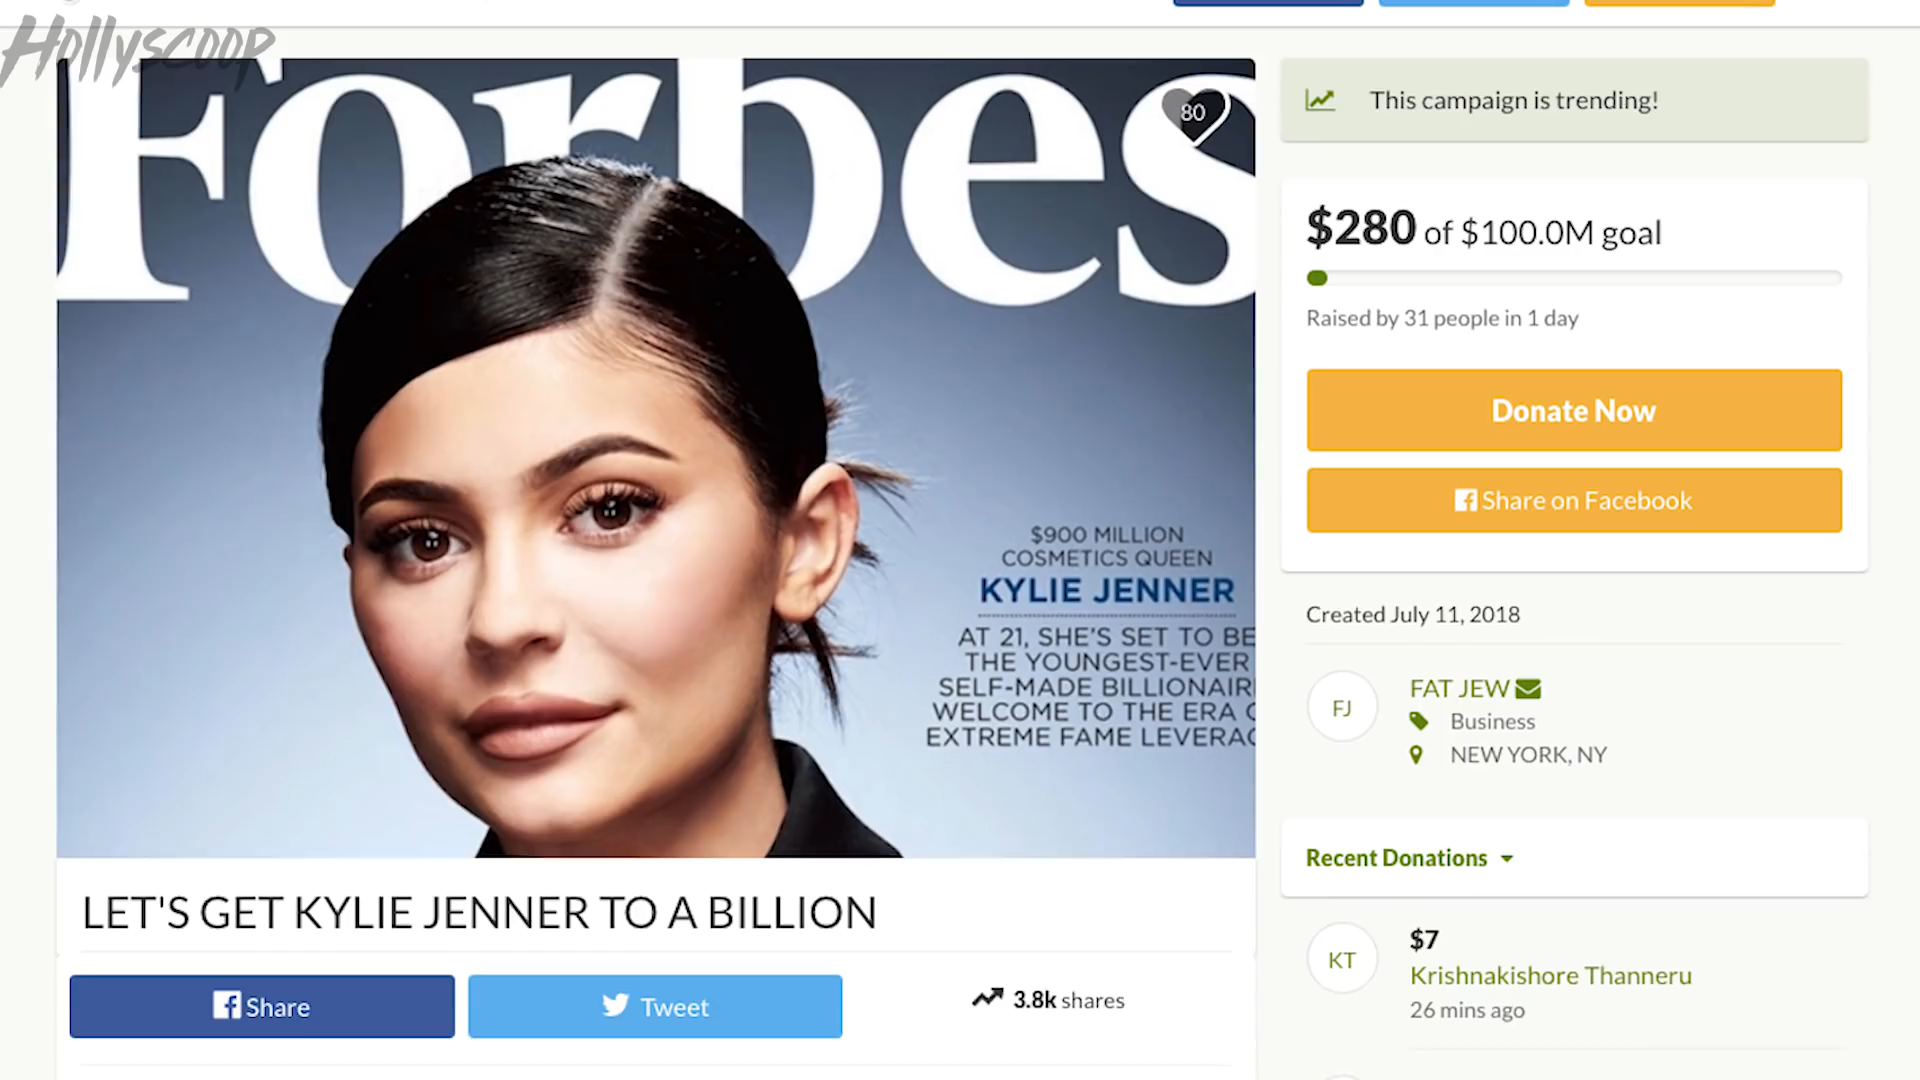 Hollyscoop
Forbes
80
$900 MILLION
COSMETICS QUEEN
KYLIE JENNER
AT 21, SHE'S SET TO BE
THE YOUNGEST-EVER
SELF-MADE BILLIONAIR
WELCOME TO THE ERA
EXTREME FAME LEVERA
LET'S GET KYLIE JENNER TO A BILLION
Share
Tweet
3.8k shares
This campaign is trending!
$280 of $100.0M goal
Raised by 31 people in 1 day
Donate Now
Share on Facebook
Created July 11, 2018
FJ
FAT JEW
Business
NEW YORK, NY
Recent Donations
KT
$7
Krishnakishore Thanneru
26 mins ago